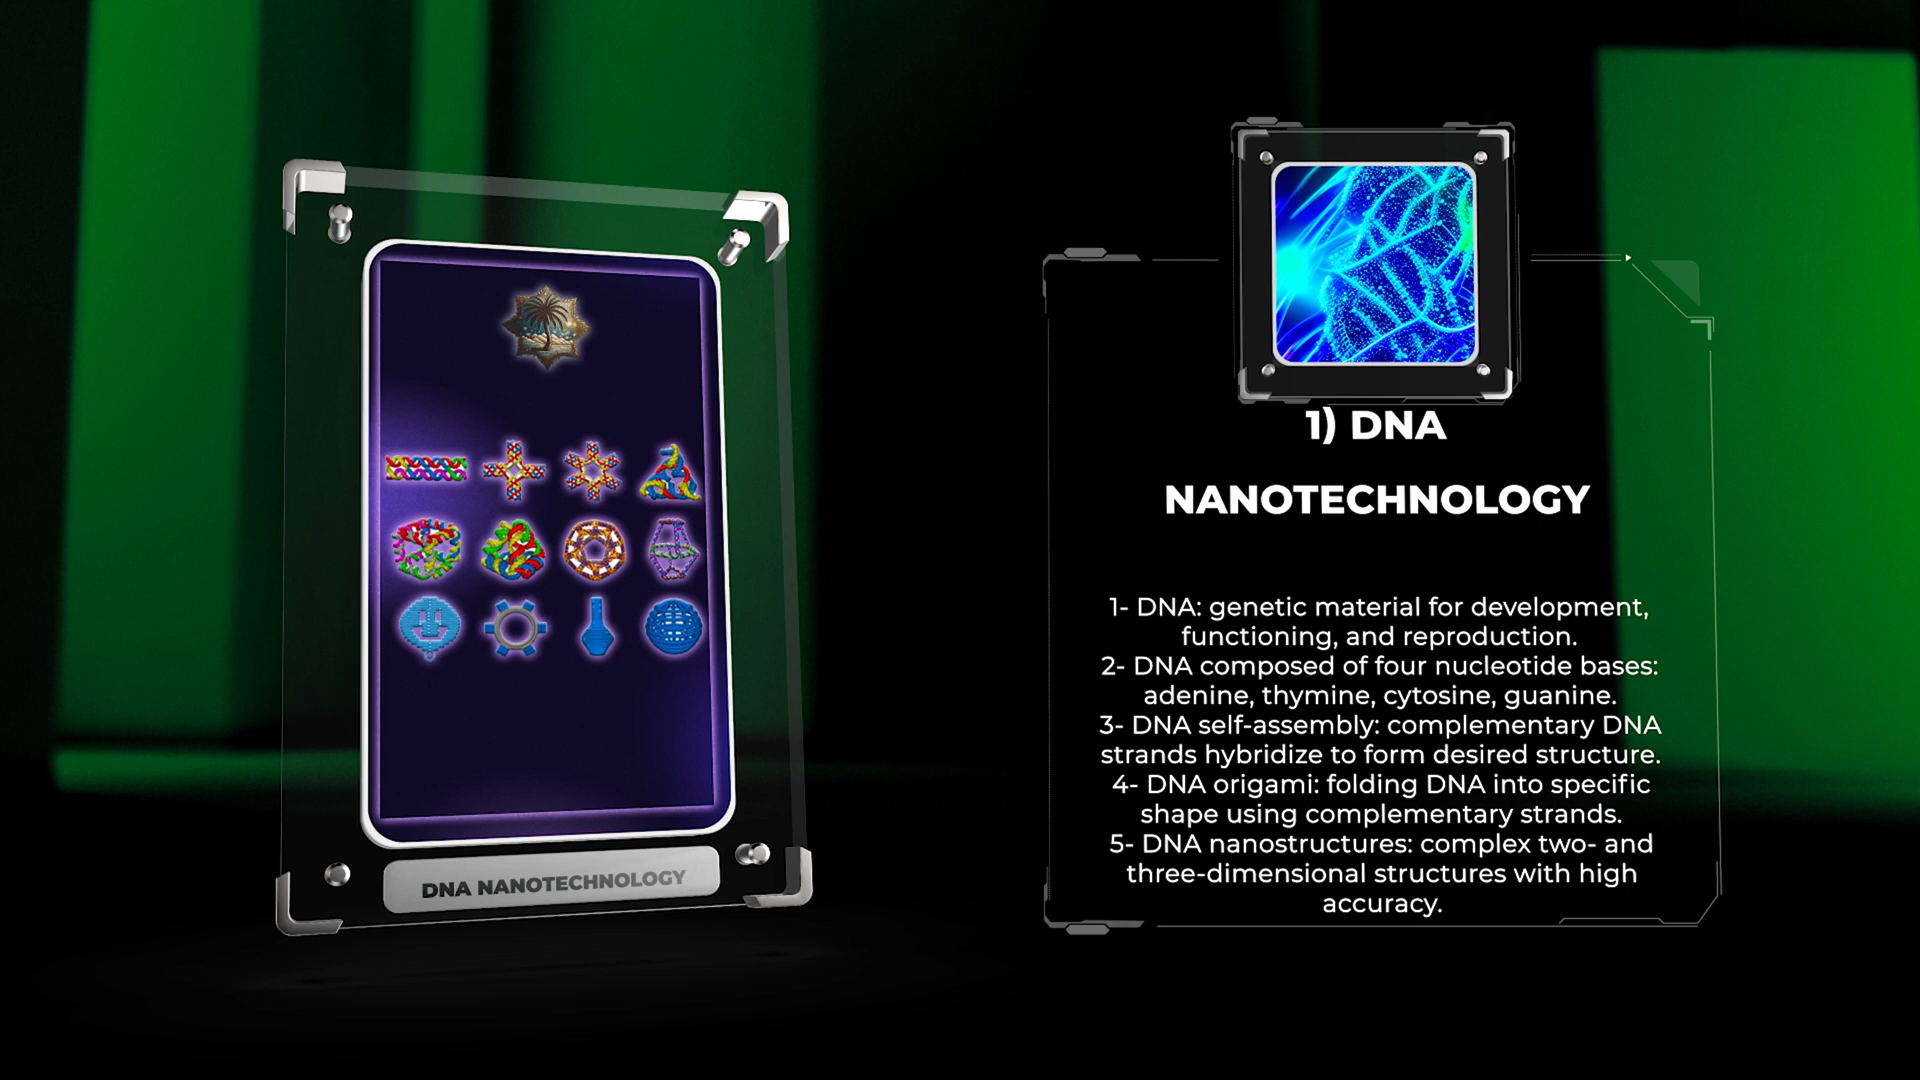 DNA NANOTECHNOLOGY
1) DNA
NANOTECHNOLOGY
1- DNA: genetic material for development,
functioning, and reproduction.
2- DNA composed of four nucleotide bases:
adenine, thymine, cytosine, guanine.
3- DNA self-assembly: complementary DNA
strands hybridize to form desired structure.
4- DNA origami: folding DNA into specific
shape using complementary strands.
5- DNA nanostructures: complex two- and
three-dimensional structures with high
accuracy.